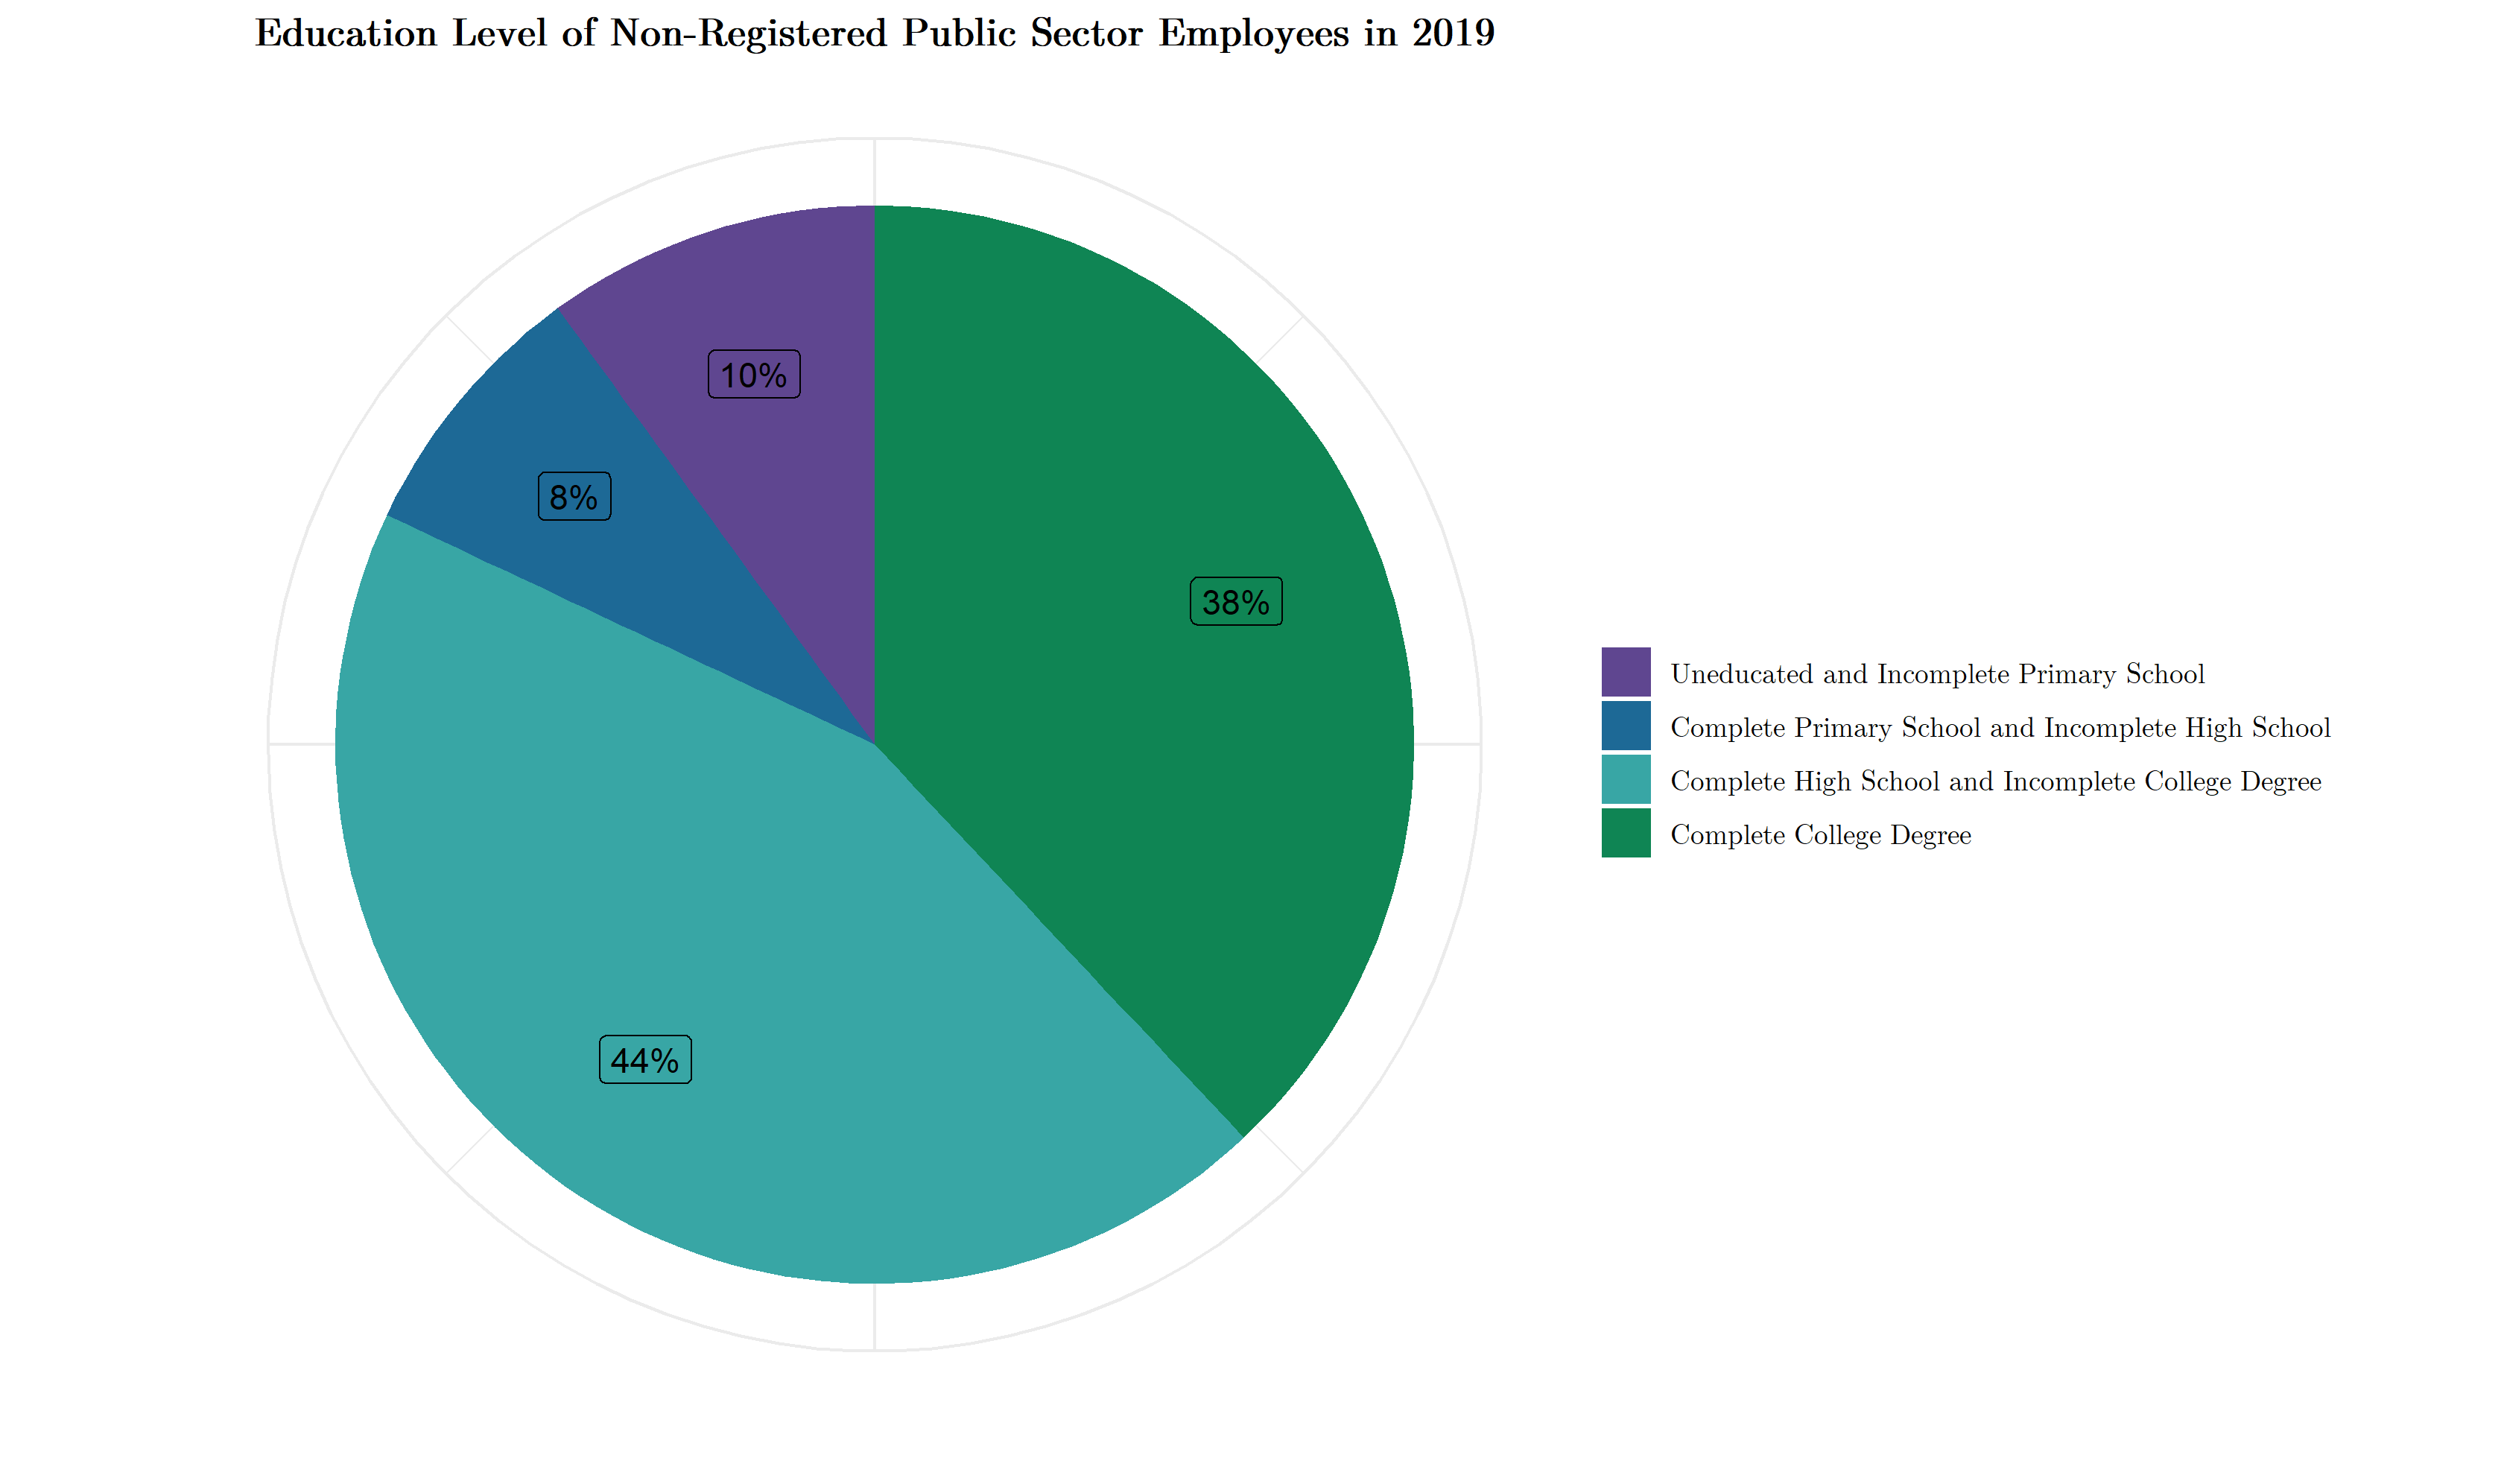 Education Level of Non-Registered Public Sector Employees in 2019
10%
8%
38%
44%
Uneducated and Incomplete Primary School
Complete Primary School and Incomplete High School
Complete High School and Incomplete College Degree
Complete College Degree